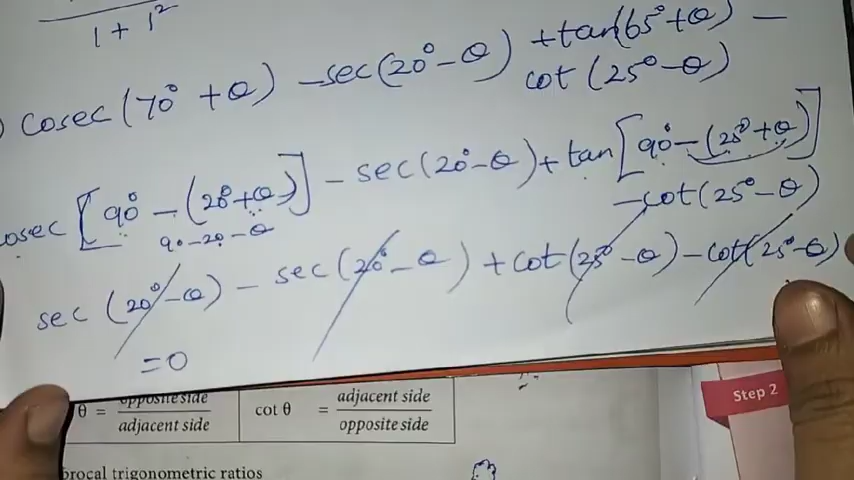 1 + 1²
) cosec (70° + θ) – sec (20° – θ) + tan (65° + θ) –
cot (25° – θ)
osec [90° – (20° + θ)] – sec (20° – θ) + tan [90° – (25° + θ)]
90 – 20 – θ
– cot (25° – θ)
sec (20° – θ) – sec (20° – θ) + cot (25° – θ) – cot (25° – θ)
= 0
θ = opposite side / adjacent side
cot θ = adjacent side / opposite side
Step 2
procal trigonometric ratios